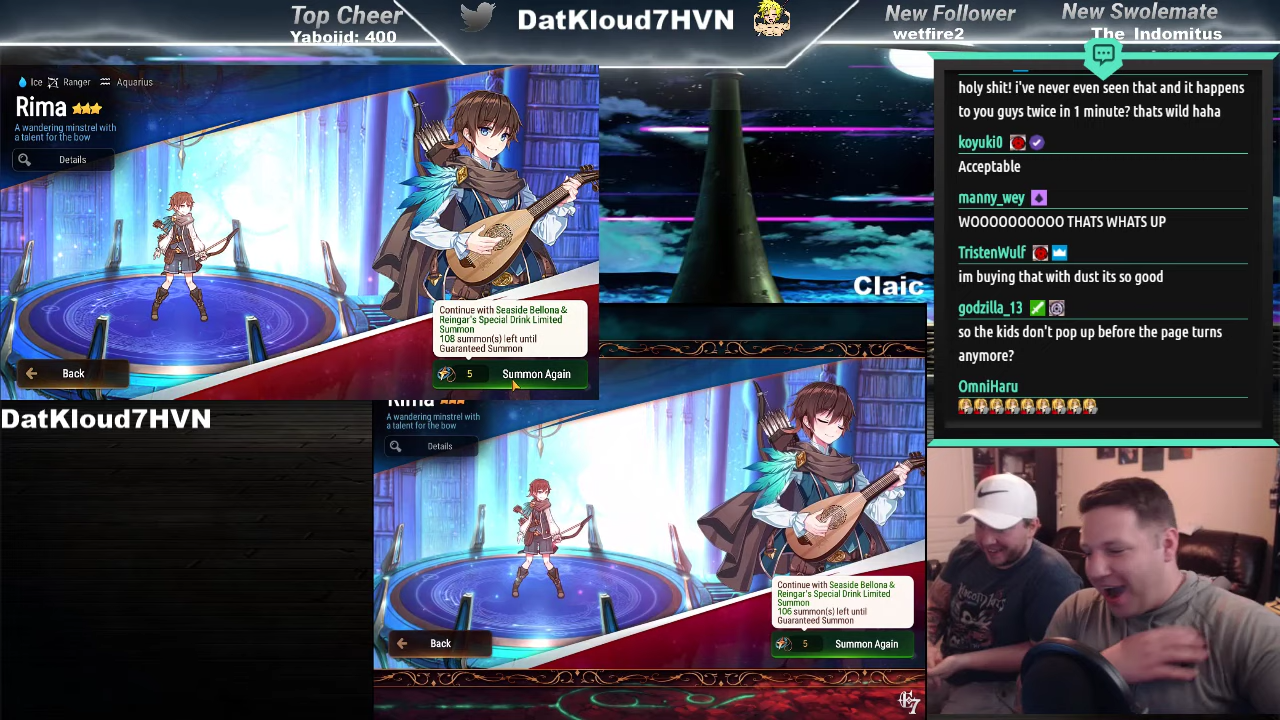 Top Cheer
Yabojid: 400
DatKloud7HVN
New Follower
wetfire2
New Swolemate
The_Indomitus
Ice Ranger Aquarius
Rima
A wandering minstrel with
a talent for the bow
Details
Continue with Seaside Bellona &
Reingar's Special Drink Limited
Summon
108 summon(s) left until
Guaranteed Summon
5 Summon Again
Back
Claic
DatKloud7HVN
Rima
A wandering minstrel with
a talent for the bow
Details
Continue with Seaside Bellona &
Reingar's Special Drink Limited
Summon
106 summon(s) left until
Guaranteed Summon
5 Summon Again
Back
E7
holy shit! i've never even seen that and it happens
to you guys twice in 1 minute? thats wild haha
koyuki0
Acceptable
manny_wey
WOOOOOOOOOO THATS WHATS UP
TristenWulf
im buying that with dust its so good
godzilla_13
so the kids don't pop up before the page turns
anymore?
OmniHaru